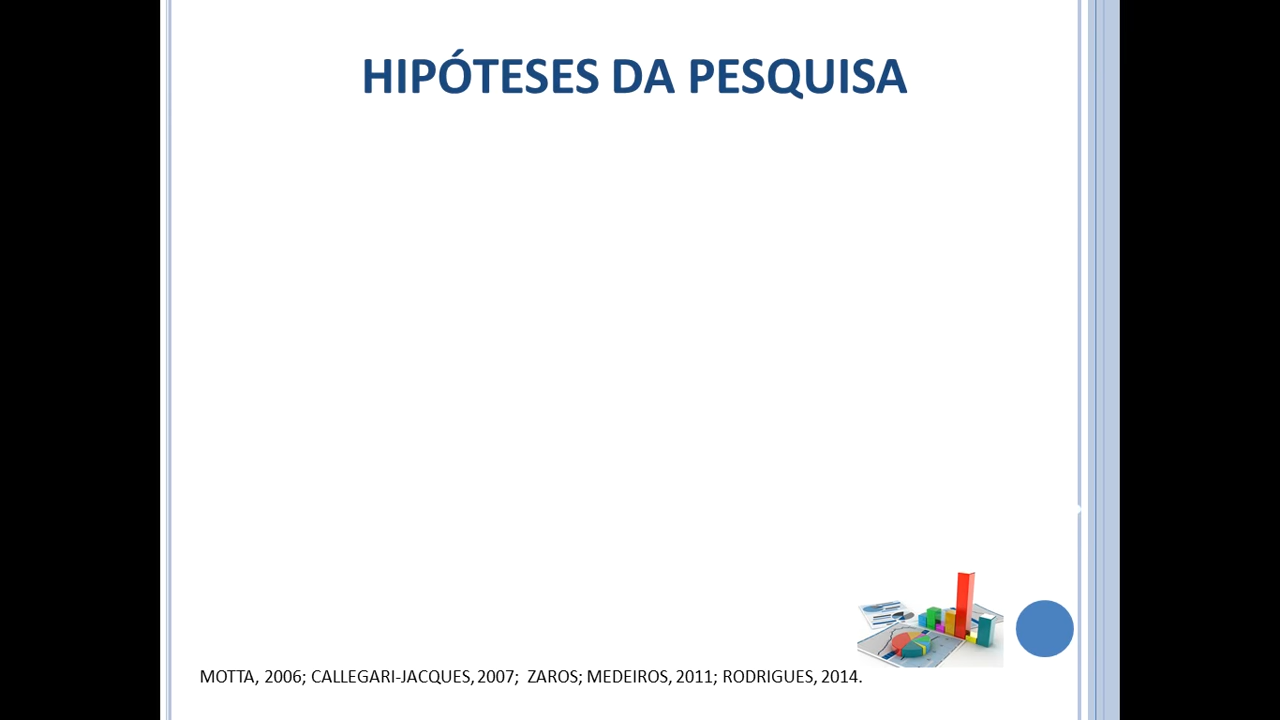 HIPÓTESES DA PESQUISA
MOTTA, 2006; CALLEGARI-JACQUES, 2007; ZAROS; MEDEIROS, 2011; RODRIGUES, 2014.